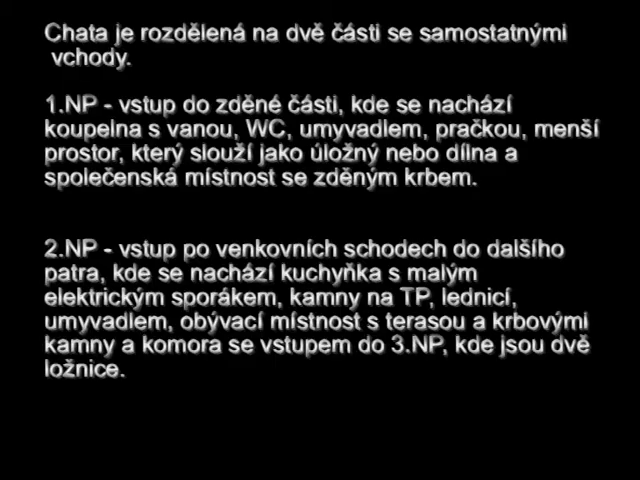 Chata je rozdělená na dvě části se samostatnými
vchody.
1.NP - vstup do zděné části, kde se nachází
koupelna s vanou, WC, umyvadlem, pračkou, menší
prostor, který slouží jako úložný nebo dílna a
společenská místnost se zděným krbem.
2.NP - vstup po venkovních schodech do dalšího
patra, kde se nachází kuchyňka s malým
elektrickým sporákem, kamny na TP, lednicí,
umyvadlem, obývací místnost s terasou a krbovými
kamny a komora se vstupem do 3.NP, kde jsou dvě
ložnice.